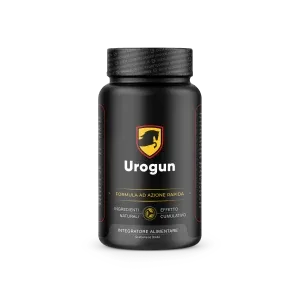 Urogun
FORMULA AD AZIONE RAPIDA
INGREDIENTI
NATURALI
EFFETTO
CUMULATIVO
INTEGRATORE ALIMENTARE